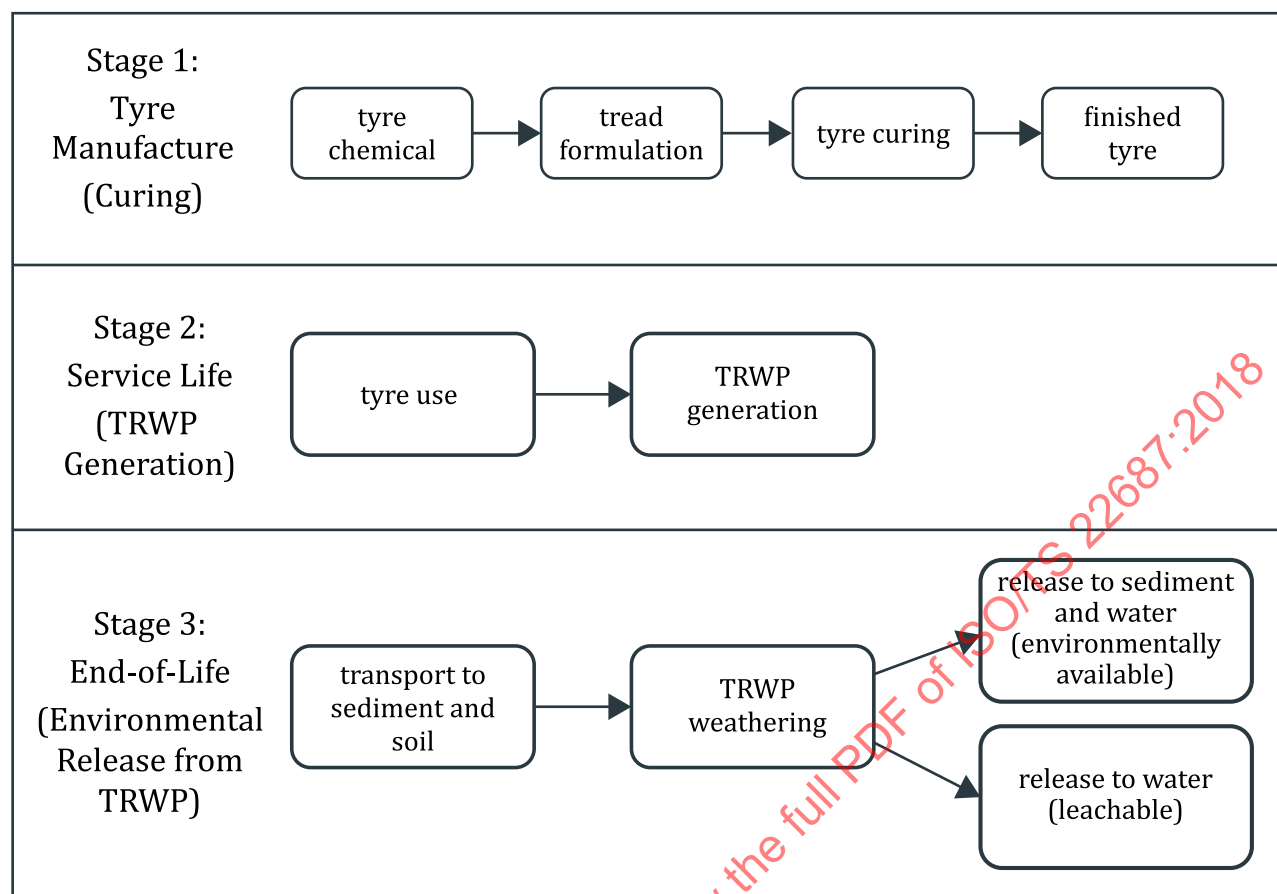 Stage 1:
Tyre
Manufacture
(Curing)
tyre
chemical
tread
formulation
tyre curing
finished
tyre
Stage 2:
Service Life
(TRWP
Generation)
tyre use
TRWP
generation
Stage 3:
End-of-Life
(Environmental
Release from
TRWP)
transport to
sediment and
soil
TRWP
weathering
release to sediment
and water
(environmentally
available)
release to water
(leachable)
the full PDF of ISO/TS 22687:2018